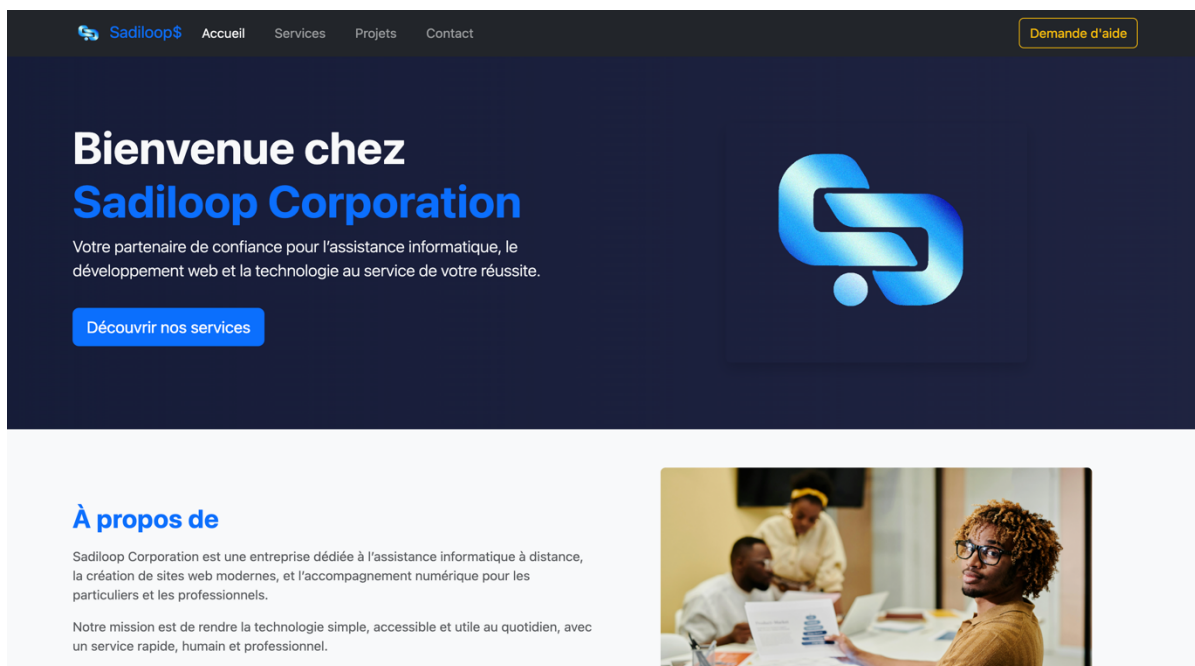 Sadiloop$ Accueil Services Projets Contact Demande d'aide
Bienvenue chez
Sadiloop Corporation
Votre partenaire de confiance pour l’assistance informatique, le
développement web et la technologie au service de votre réussite.
Découvrir nos services
À propos de
Sadiloop Corporation est une entreprise dédiée à l’assistance informatique à distance,
la création de sites web modernes, et l’accompagnement numérique pour les
particuliers et les professionnels.
Notre mission est de rendre la technologie simple, accessible et utile au quotidien, avec
un service rapide, humain et professionnel.